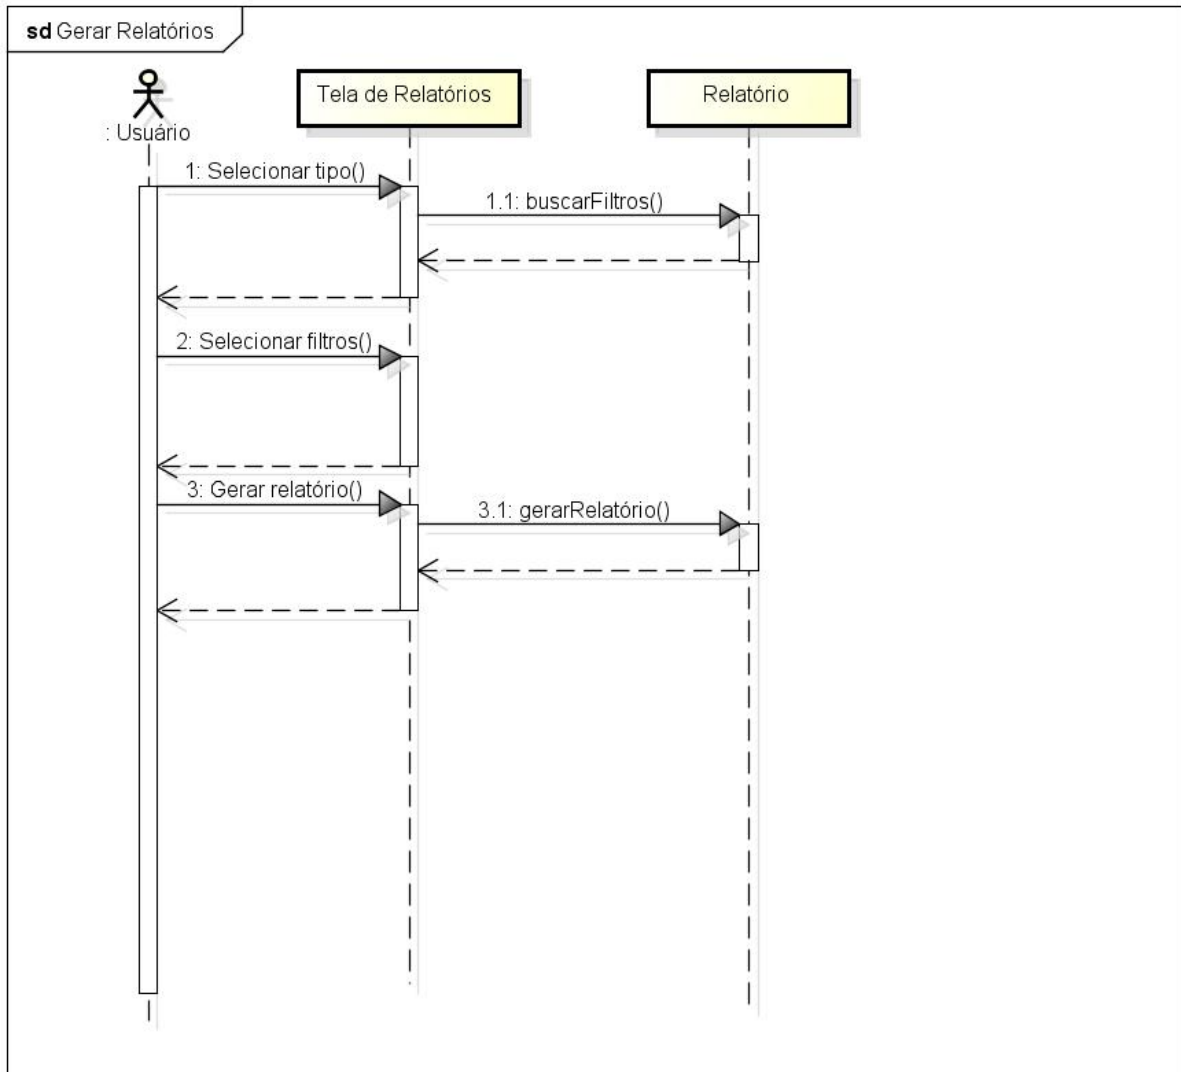 sd Gerar Relatórios
: Usuário
Tela de Relatórios
Relatório
1: Selecionar tipo()
1.1: buscarFiltros()
2: Selecionar filtros()
3: Gerar relatório()
3.1: gerarRelatório()